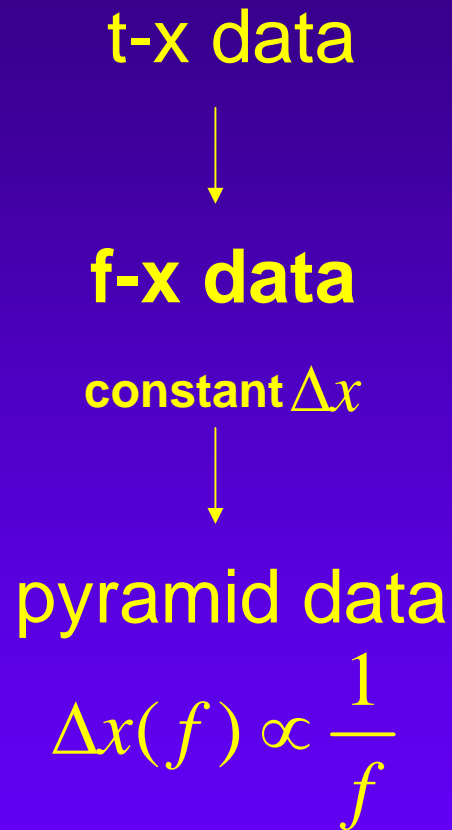 t-x data
f-x data
constant Δx
pyramid data
Δx(f) ∝ 1/f